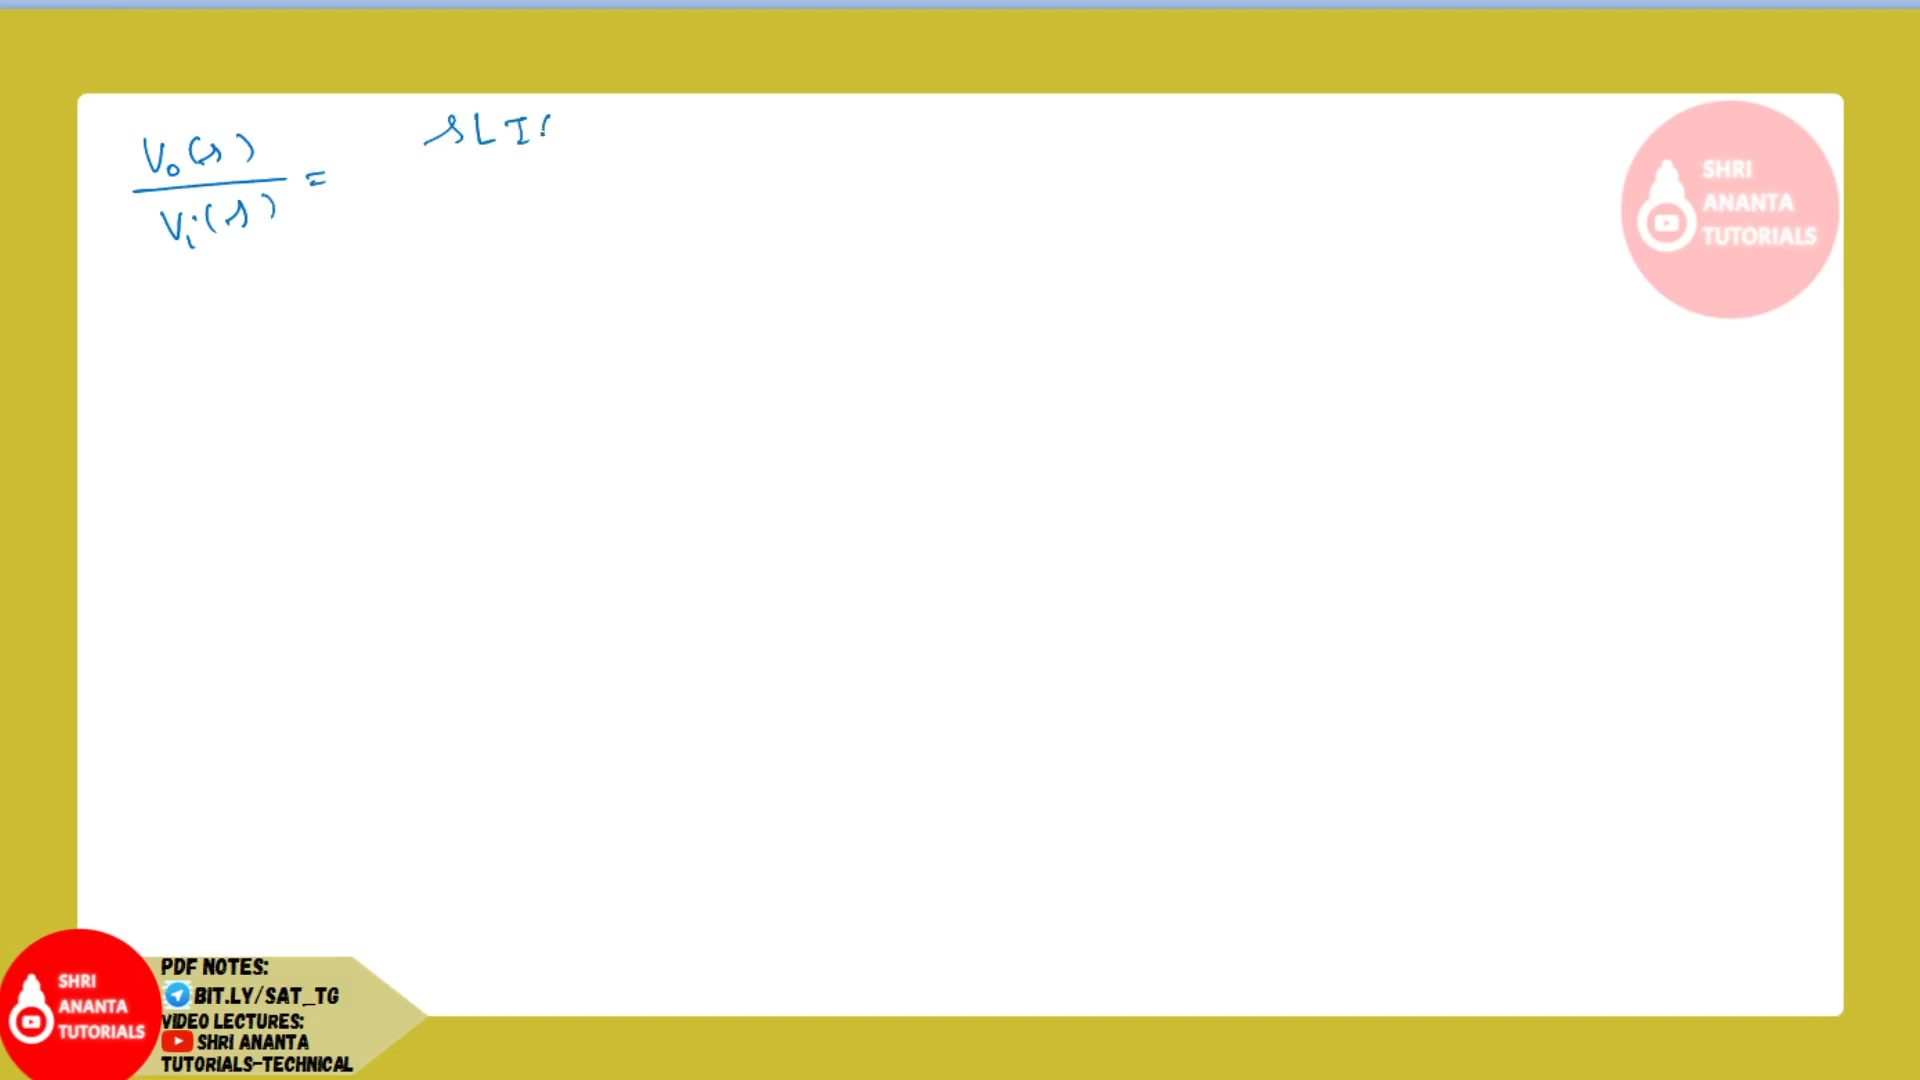 V₀(s)
―――― =
Vᵢ(s)
sLI(
SHRI
ANANTA
TUTORIALS
SHRI
ANANTA
TUTORIALS
PDF NOTES:
BIT.LY/SAT_TG
VIDEO LECTURES:
SHRI ANANTA
TUTORIALS-TECHNICAL